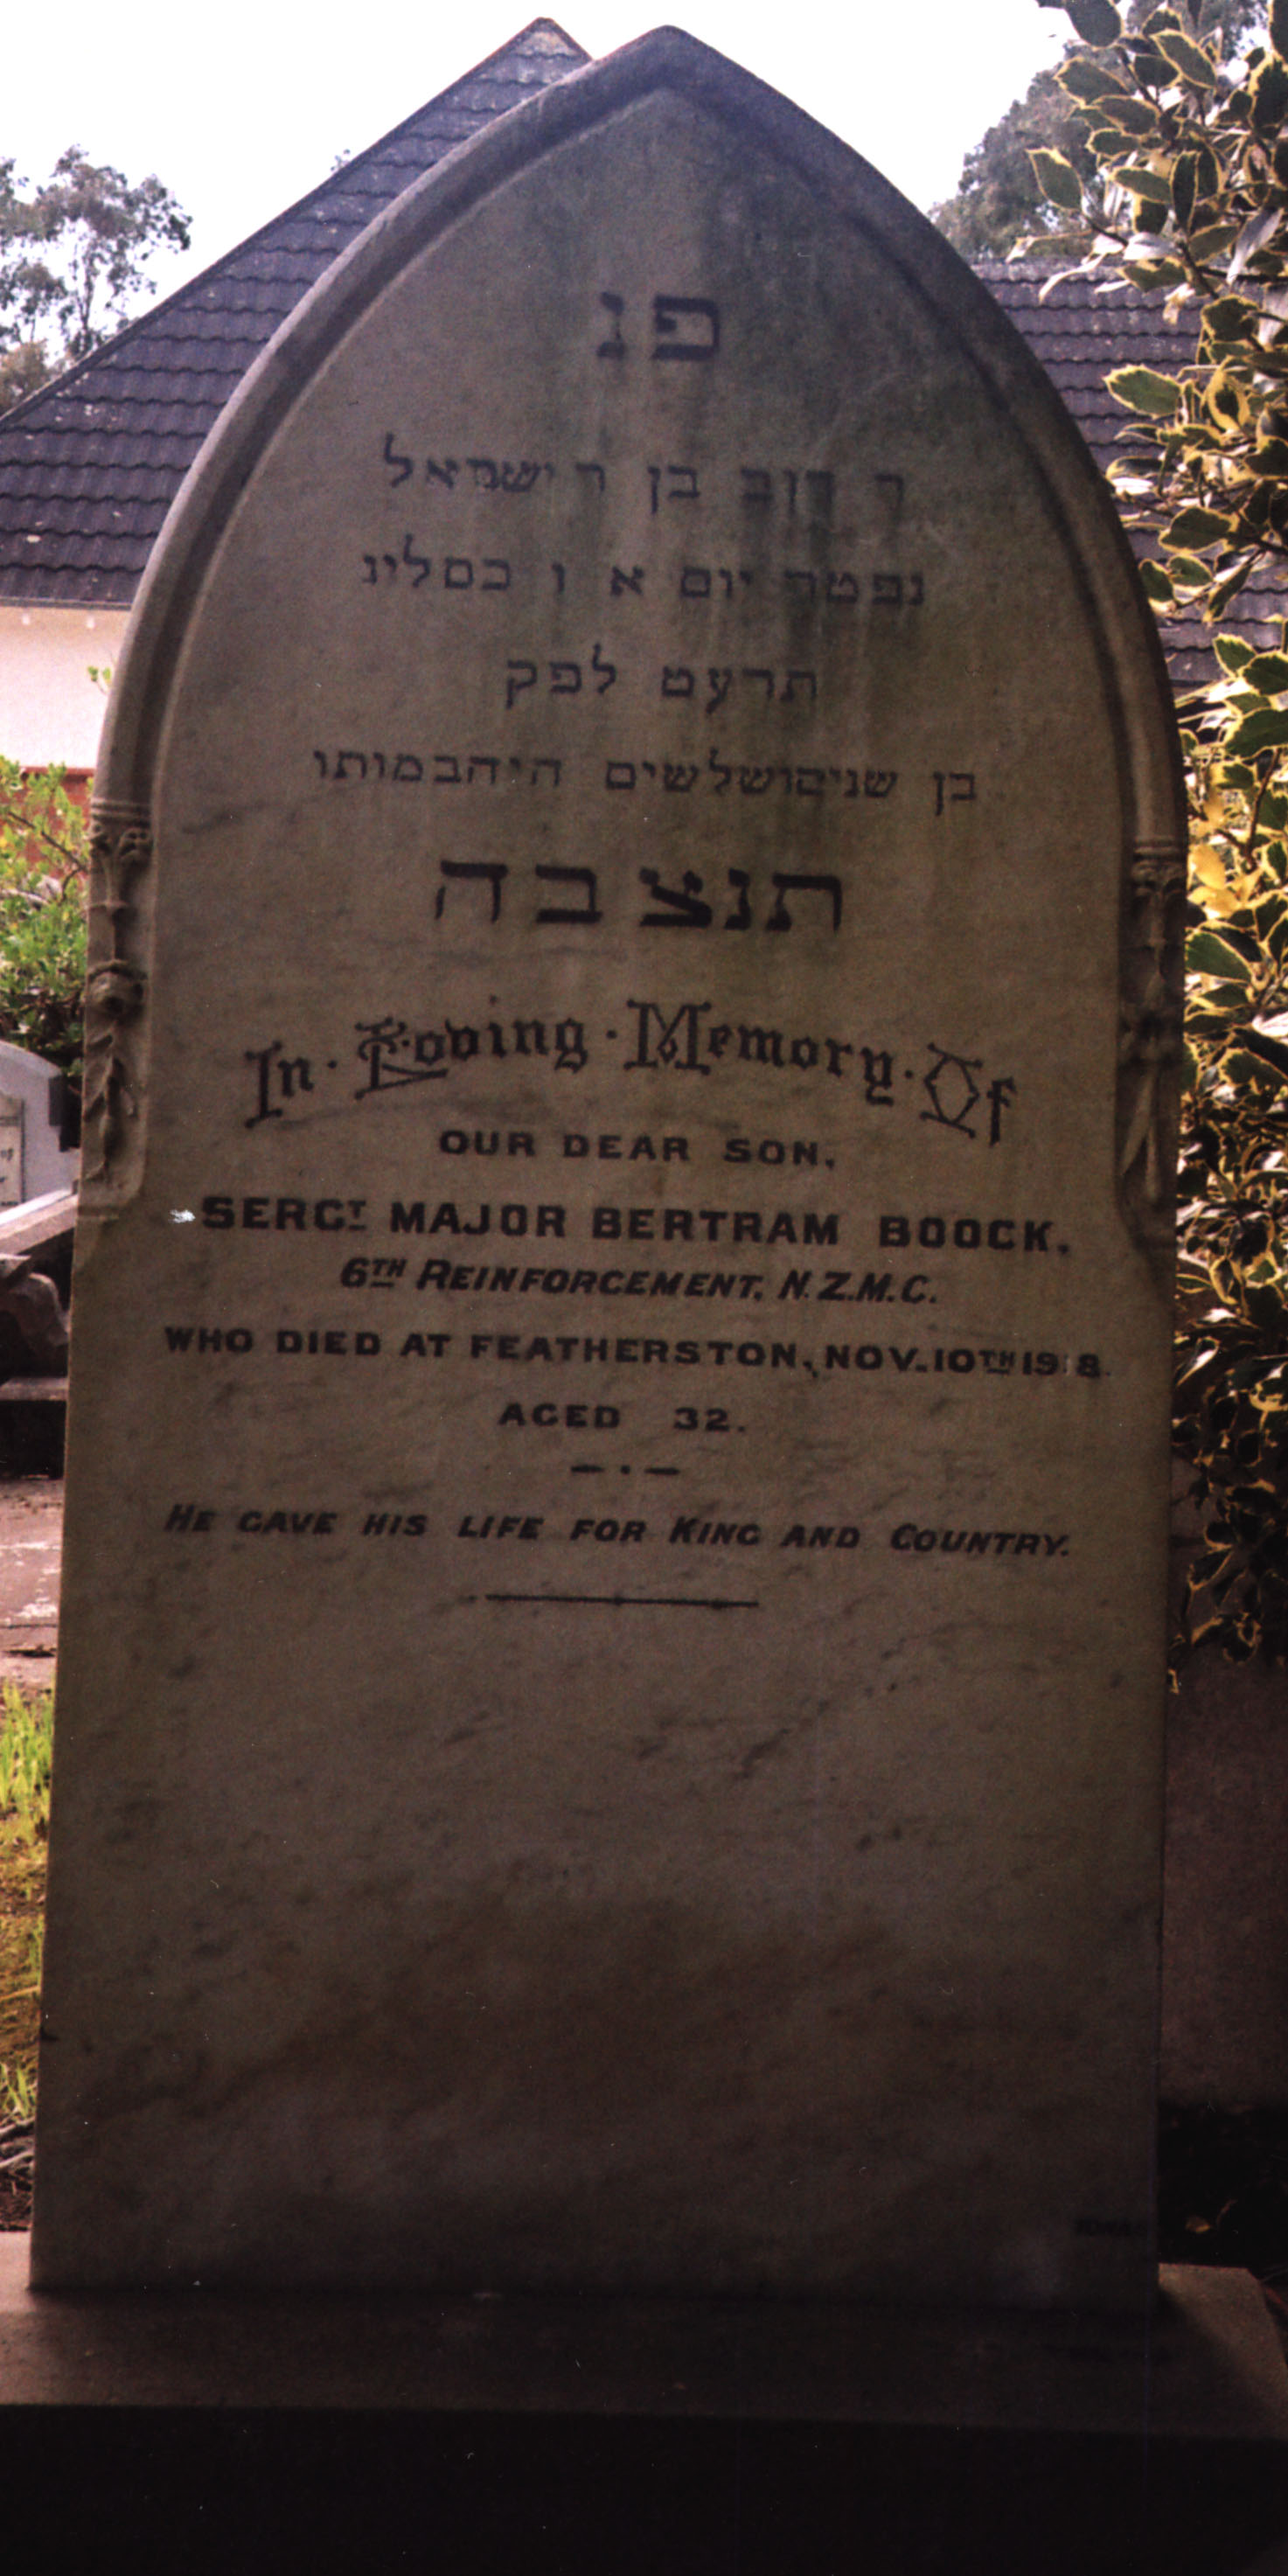 פנ
ר דוב בן ר ישראל
נפטר יום א ו כסלינ
תרעט לפק
בן שניםושלשים היהבמותו
תנצבה
In · Loving · Memory · Of
OUR DEAR SON,
SERGT MAJOR BERTRAM BOOCK,
6TH REINFORCEMENT, N.Z.M.C.
WHO DIED AT FEATHERSTON, NOV. 10TH 1918.
AGED 32.
HE GAVE HIS LIFE FOR KING AND COUNTRY.